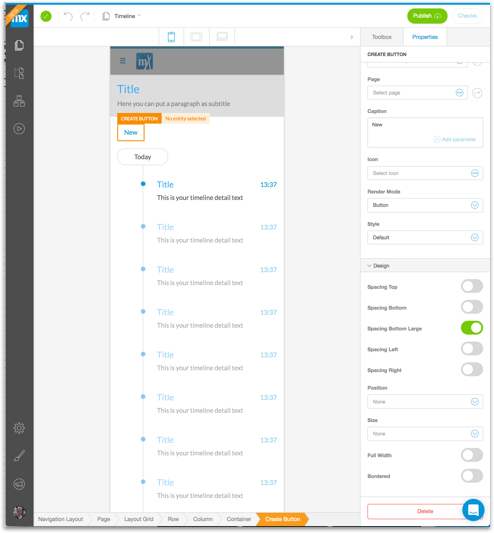 BETA
mx
Timeline
Publish
Checks
Toolbox
Properties
mx
Title
Here you can put a paragraph as subtitle
CREATE BUTTON
No entity selected
New
Today
Title
13:37
This is your timeline detail text
Title
13:37
This is your timeline detail text
Title
13:37
This is your timeline detail text
Title
13:37
This is your timeline detail text
Title
13:37
This is your timeline detail text
Title
13:37
This is your timeline detail text
Title
13:37
This is your timeline detail text
Title
13:37
This is your timeline detail text
CREATE BUTTON
Page
Select page
Caption
New
Add parameter
Icon
Select icon
Render Mode
Button
Style
Default
Design
Spacing Top
Spacing Bottom
Spacing Bottom Large
Spacing Left
Spacing Right
Position
None
Size
None
Full Width
Bordered
Delete
Navigation Layout
Page
Layout Grid
Row
Column
Container
Create Button